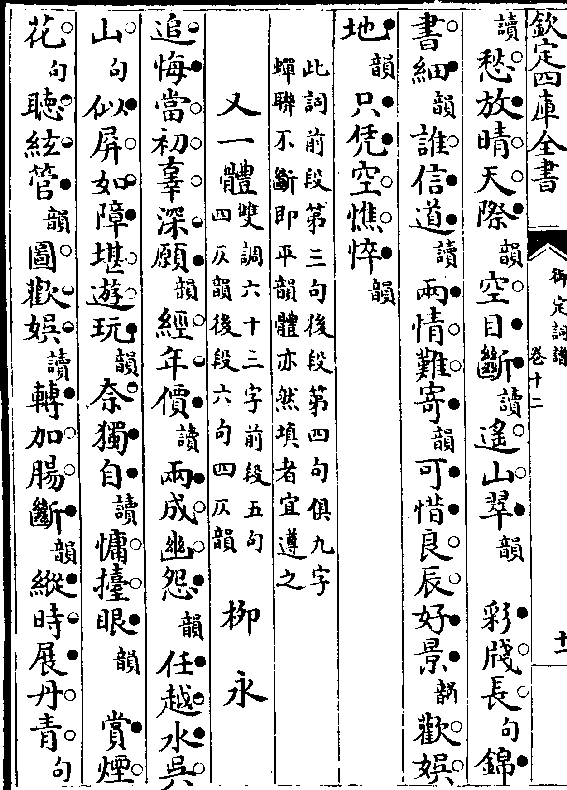 欽定四庫全書
御定詞譜
卷十二
十一
讀愁放晴天際韻空目斷讀遙山翠韻 彩牋長句錦
書細韻誰信道讀兩情難寄韻可惜良辰好景韻歡娛
地韻只凭空憔悴韻
此詞前段第三句後段第四句俱九字
蟬聯不斷即平韻體亦然填者宜遵之
又一體雙調六十三字前段五句
四仄韻後段六句四仄韻 柳永
追悔當初辜深願韻經年價讀兩成幽怨韻任越水吳
山句似屏如障堪遊玩韻奈獨自讀慵擡眼韻 賞煙
花句聽絃管韻圖歡娛讀轉加腸斷韻縱時展丹青句